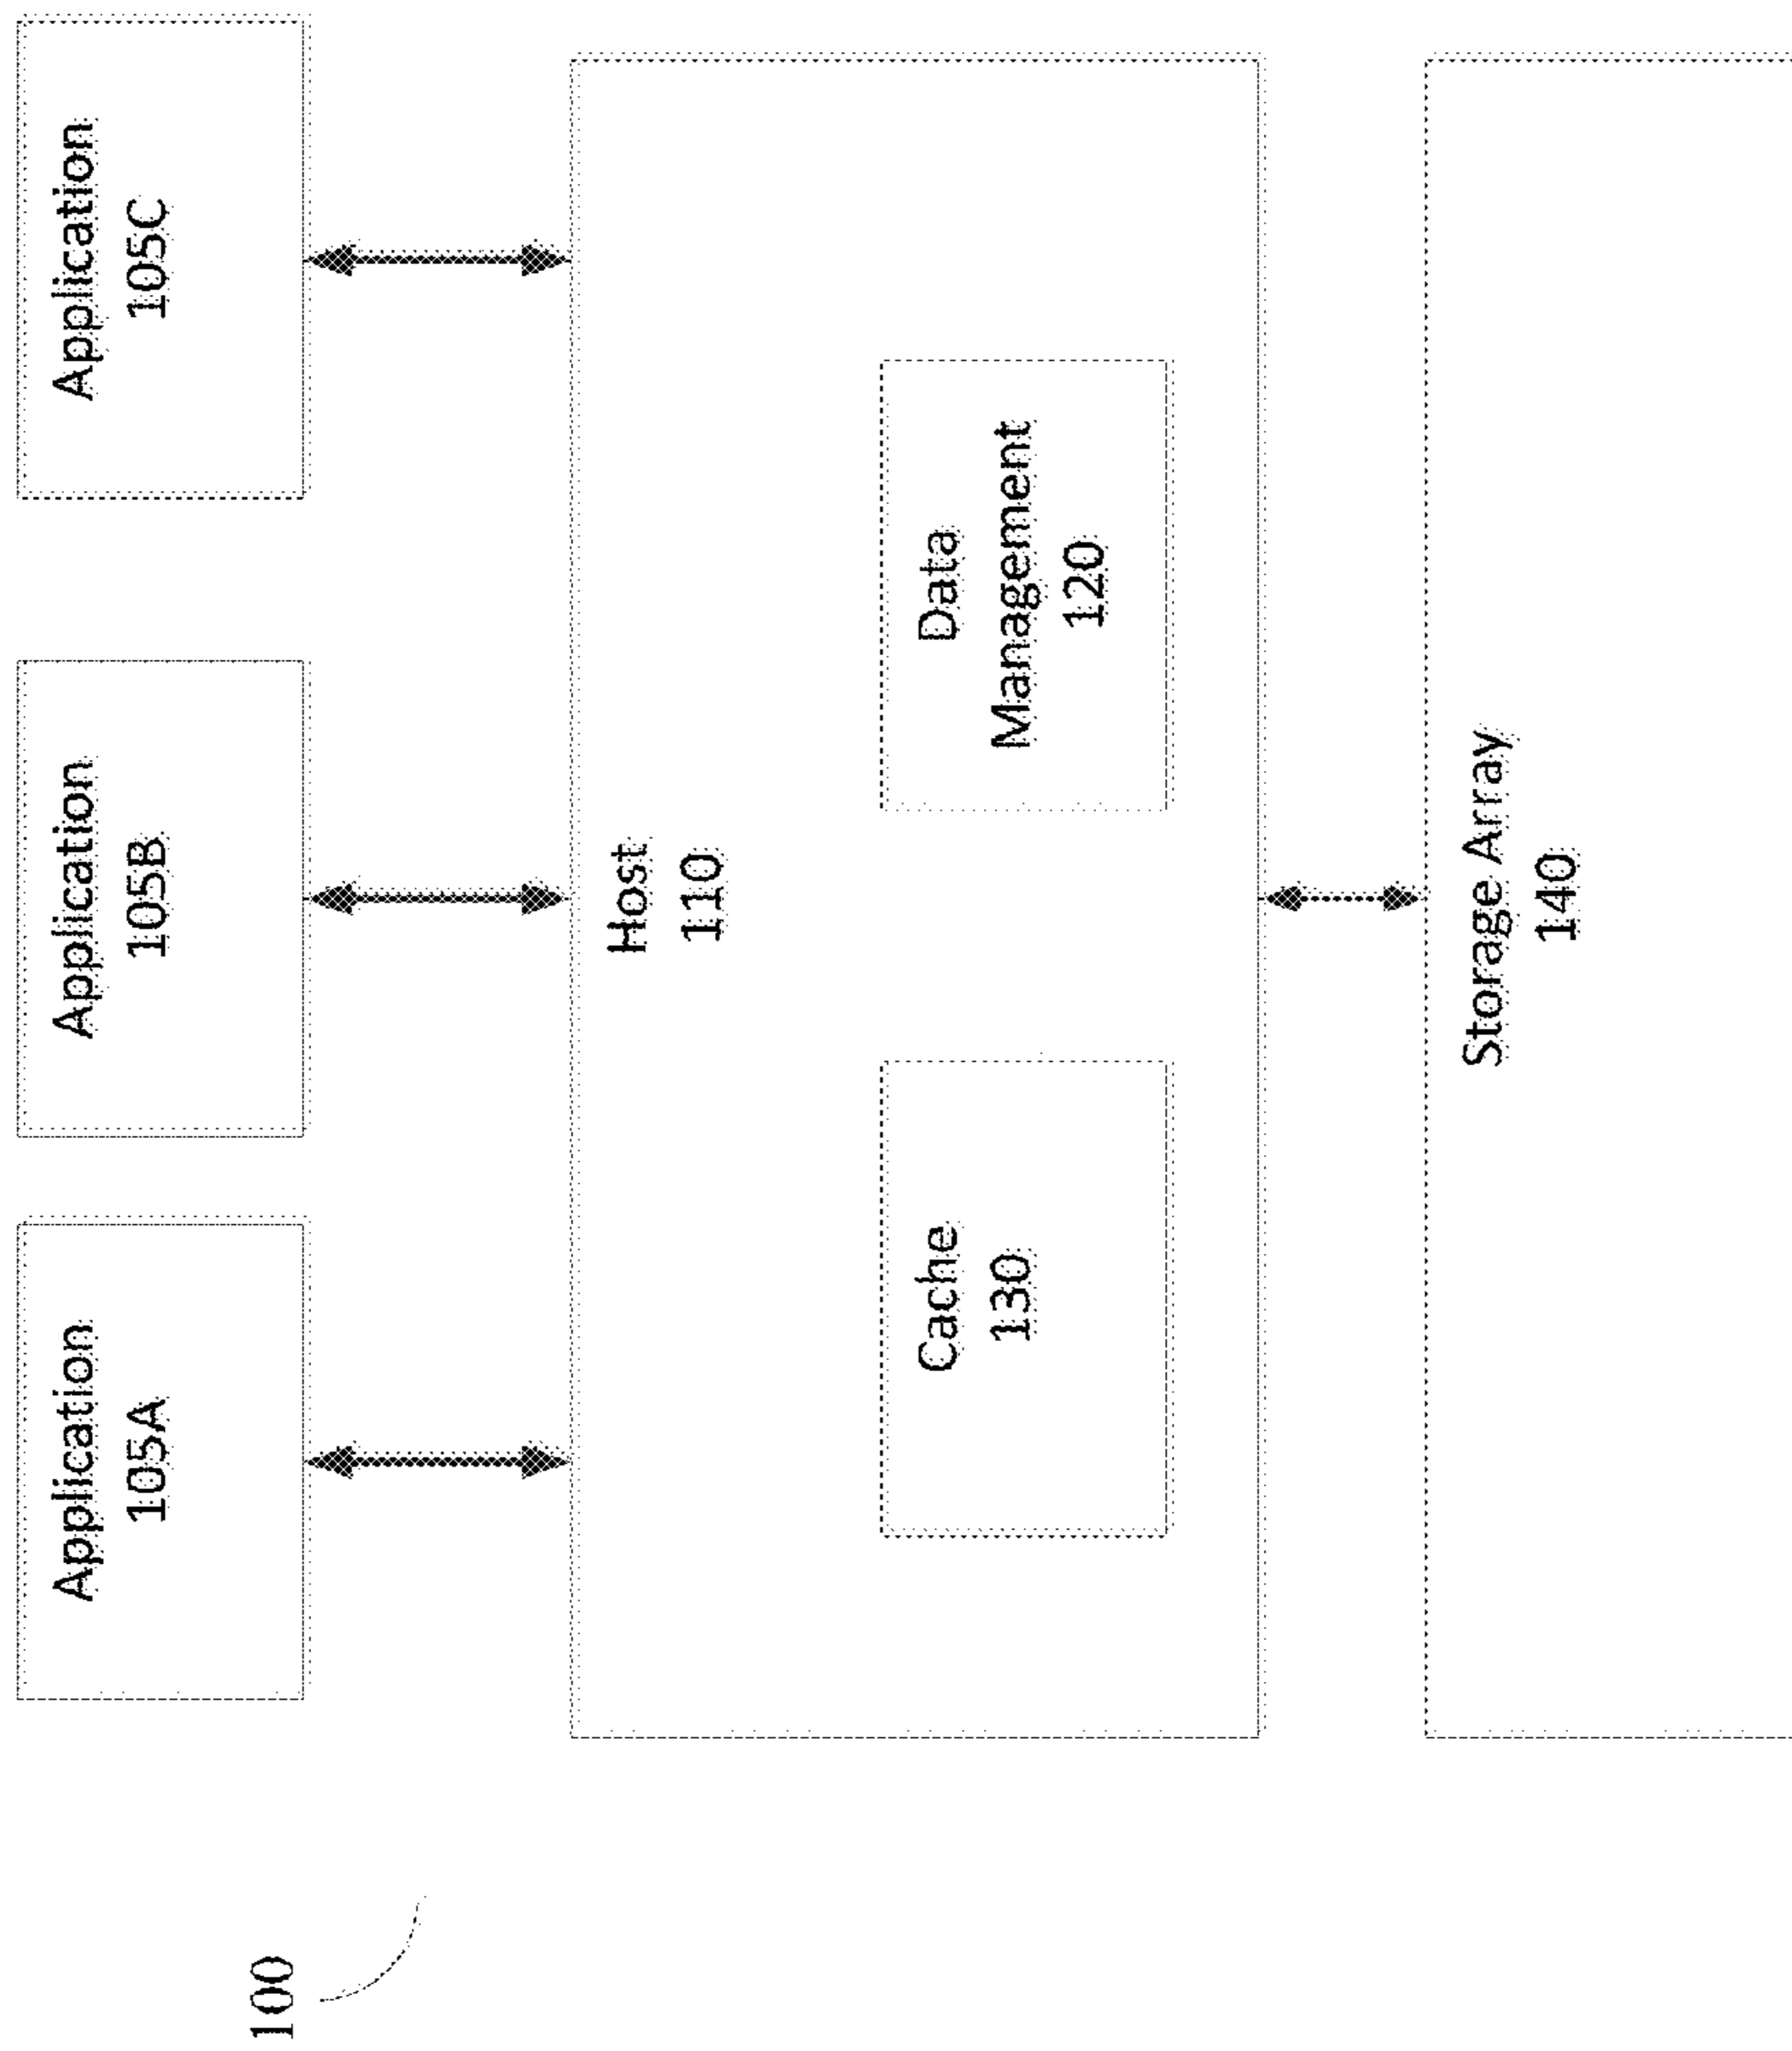 100
Application
105A
Application
105B
Application
105C
Host
110
Cache
130
Data
Management
120
Storage Array
140